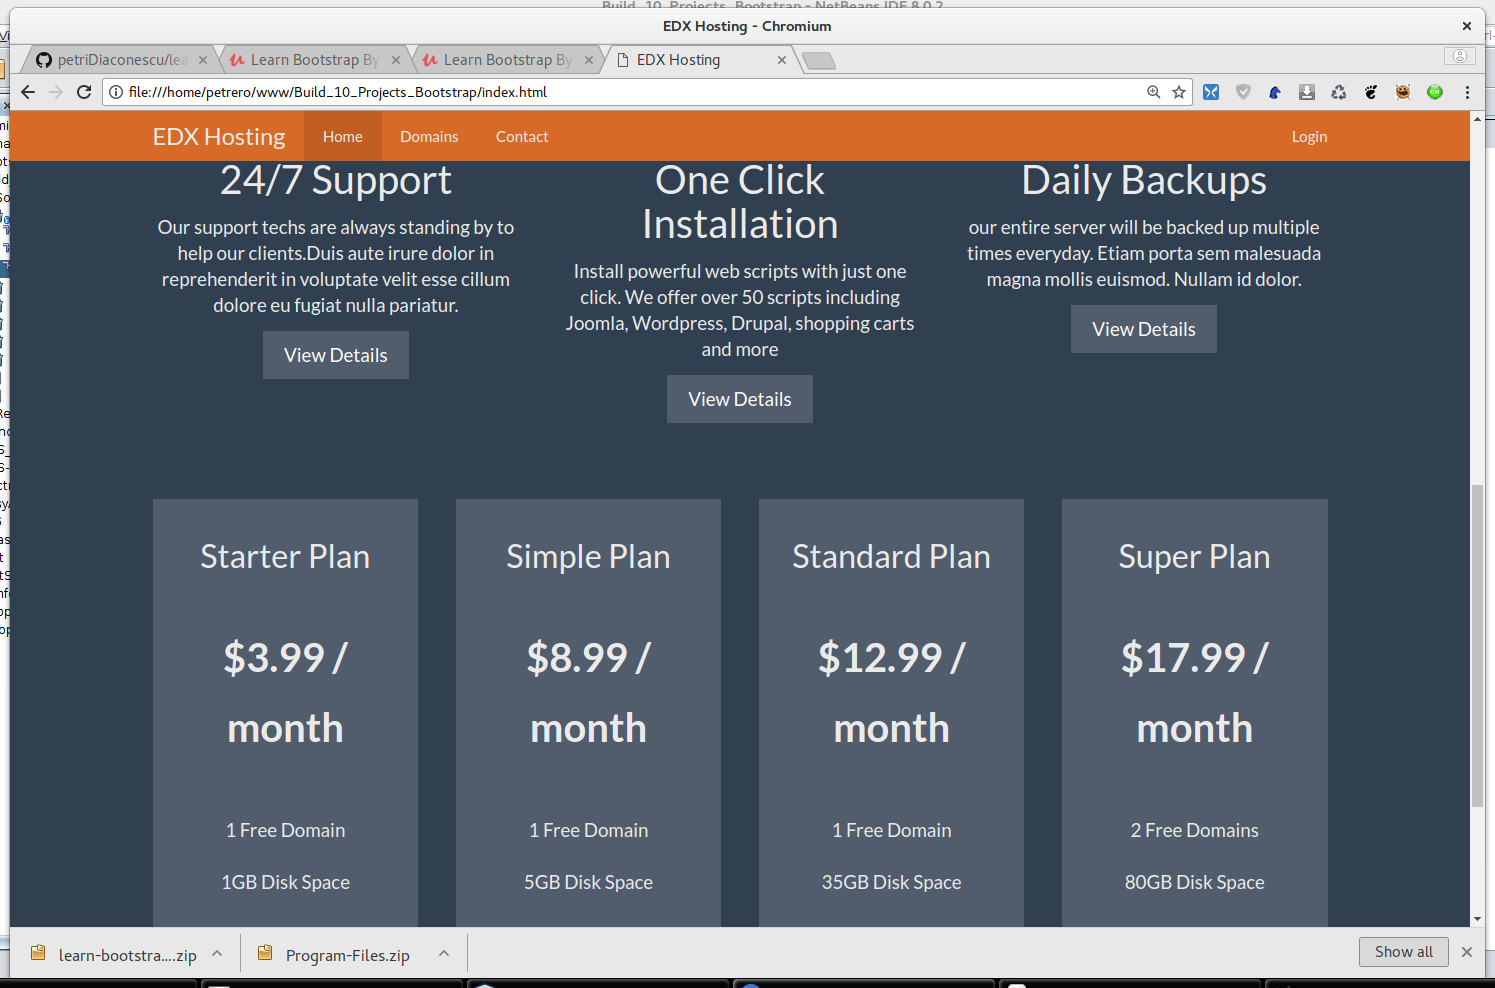 Build_10_Projects_Bootstrap - NetBeans IDE 8.0.2
EDX Hosting - Chromium
petriDiaconescu/lea
Learn Bootstrap By
Learn Bootstrap By
EDX Hosting
file:///home/petrero/www/Build_10_Projects_Bootstrap/index.html
EDX Hosting Home Domains Contact Login
24/7 Support
Our support techs are always standing by to
help our clients.Duis aute irure dolor in
reprehenderit in voluptate velit esse cillum
dolore eu fugiat nulla pariatur.
View Details
One Click
Installation
Install powerful web scripts with just one
click. We offer over 50 scripts including
Joomla, Wordpress, Drupal, shopping carts
and more
View Details
Daily Backups
our entire server will be backed up multiple
times everyday. Etiam porta sem malesuada
magna mollis euismod. Nullam id dolor.
View Details
Starter Plan
$3.99 /
month
1 Free Domain
1GB Disk Space
Simple Plan
$8.99 /
month
1 Free Domain
5GB Disk Space
Standard Plan
$12.99 /
month
1 Free Domain
35GB Disk Space
Super Plan
$17.99 /
month
2 Free Domains
80GB Disk Space
learn-bootstra....zip
Program-Files.zip
Show all